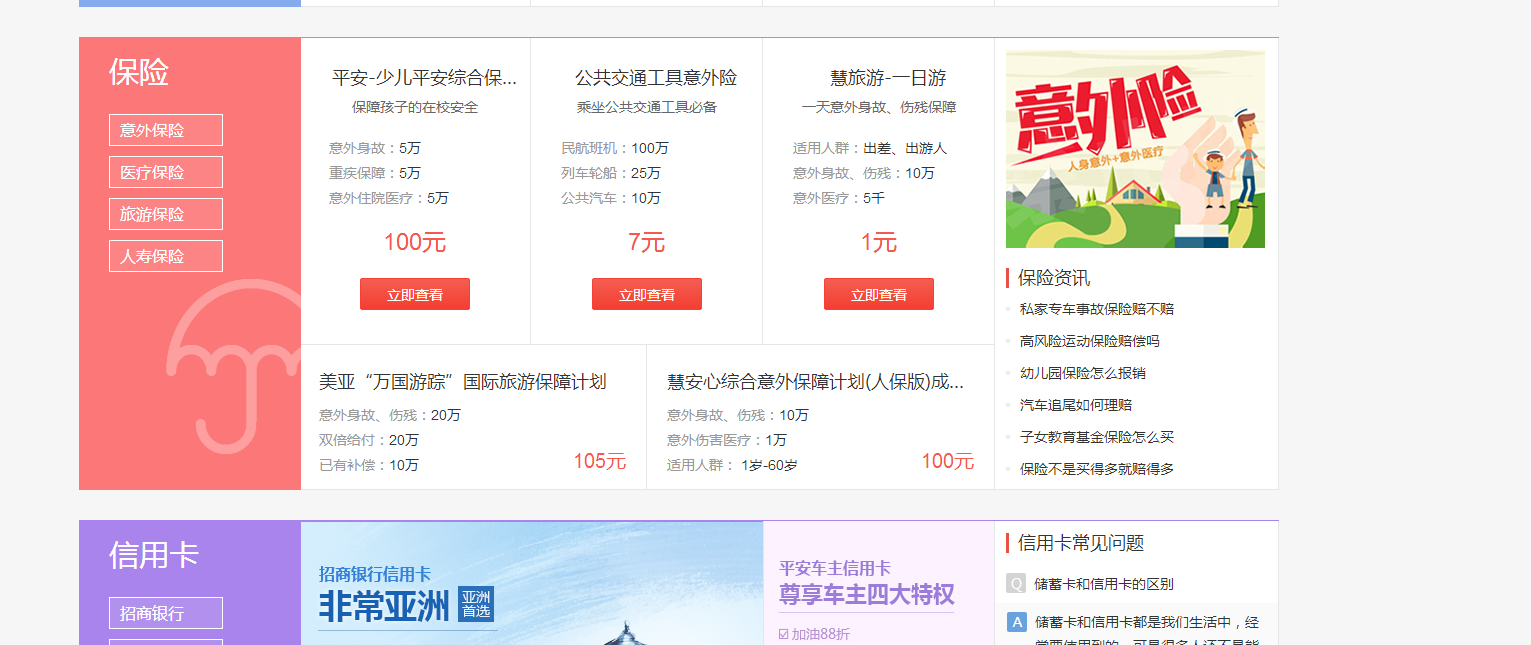 保险
意外保险
医疗保险
旅游保险
人寿保险
平安-少儿平安综合保...
保障孩子的在校安全
意外身故：5万
重疾保障：5万
意外住院医疗：5万
100元
立即查看
公共交通工具意外险
乘坐公共交通工具必备
民航班机：100万
列车轮船：25万
公共汽车：10万
7元
立即查看
慧旅游-一日游
一天意外身故、伤残保障
适用人群：出差、出游人
意外身故、伤残：10万
意外医疗：5千
1元
立即查看
美亚“万国游踪”国际旅游保障计划
意外身故、伤残：20万
双倍给付：20万
已有补偿：10万
105元
慧安心综合意外保障计划(人保版)成...
意外身故、伤残：10万
意外伤害医疗：1万
适用人群： 1岁-60岁
100元
意外险
人身意外+意外医疗
保险资讯
私家专车事故保险赔不赔
高风险运动保险赔偿吗
幼儿园保险怎么报销
汽车追尾如何理赔
子女教育基金保险怎么买
保险不是买得多就赔得多
信用卡
招商银行
招商银行信用卡
非常亚洲 亚洲
首选
平安车主信用卡
尊享车主四大特权
☑ 加油88折
信用卡常见问题
Q 储蓄卡和信用卡的区别
A 储蓄卡和信用卡都是我们生活中，经